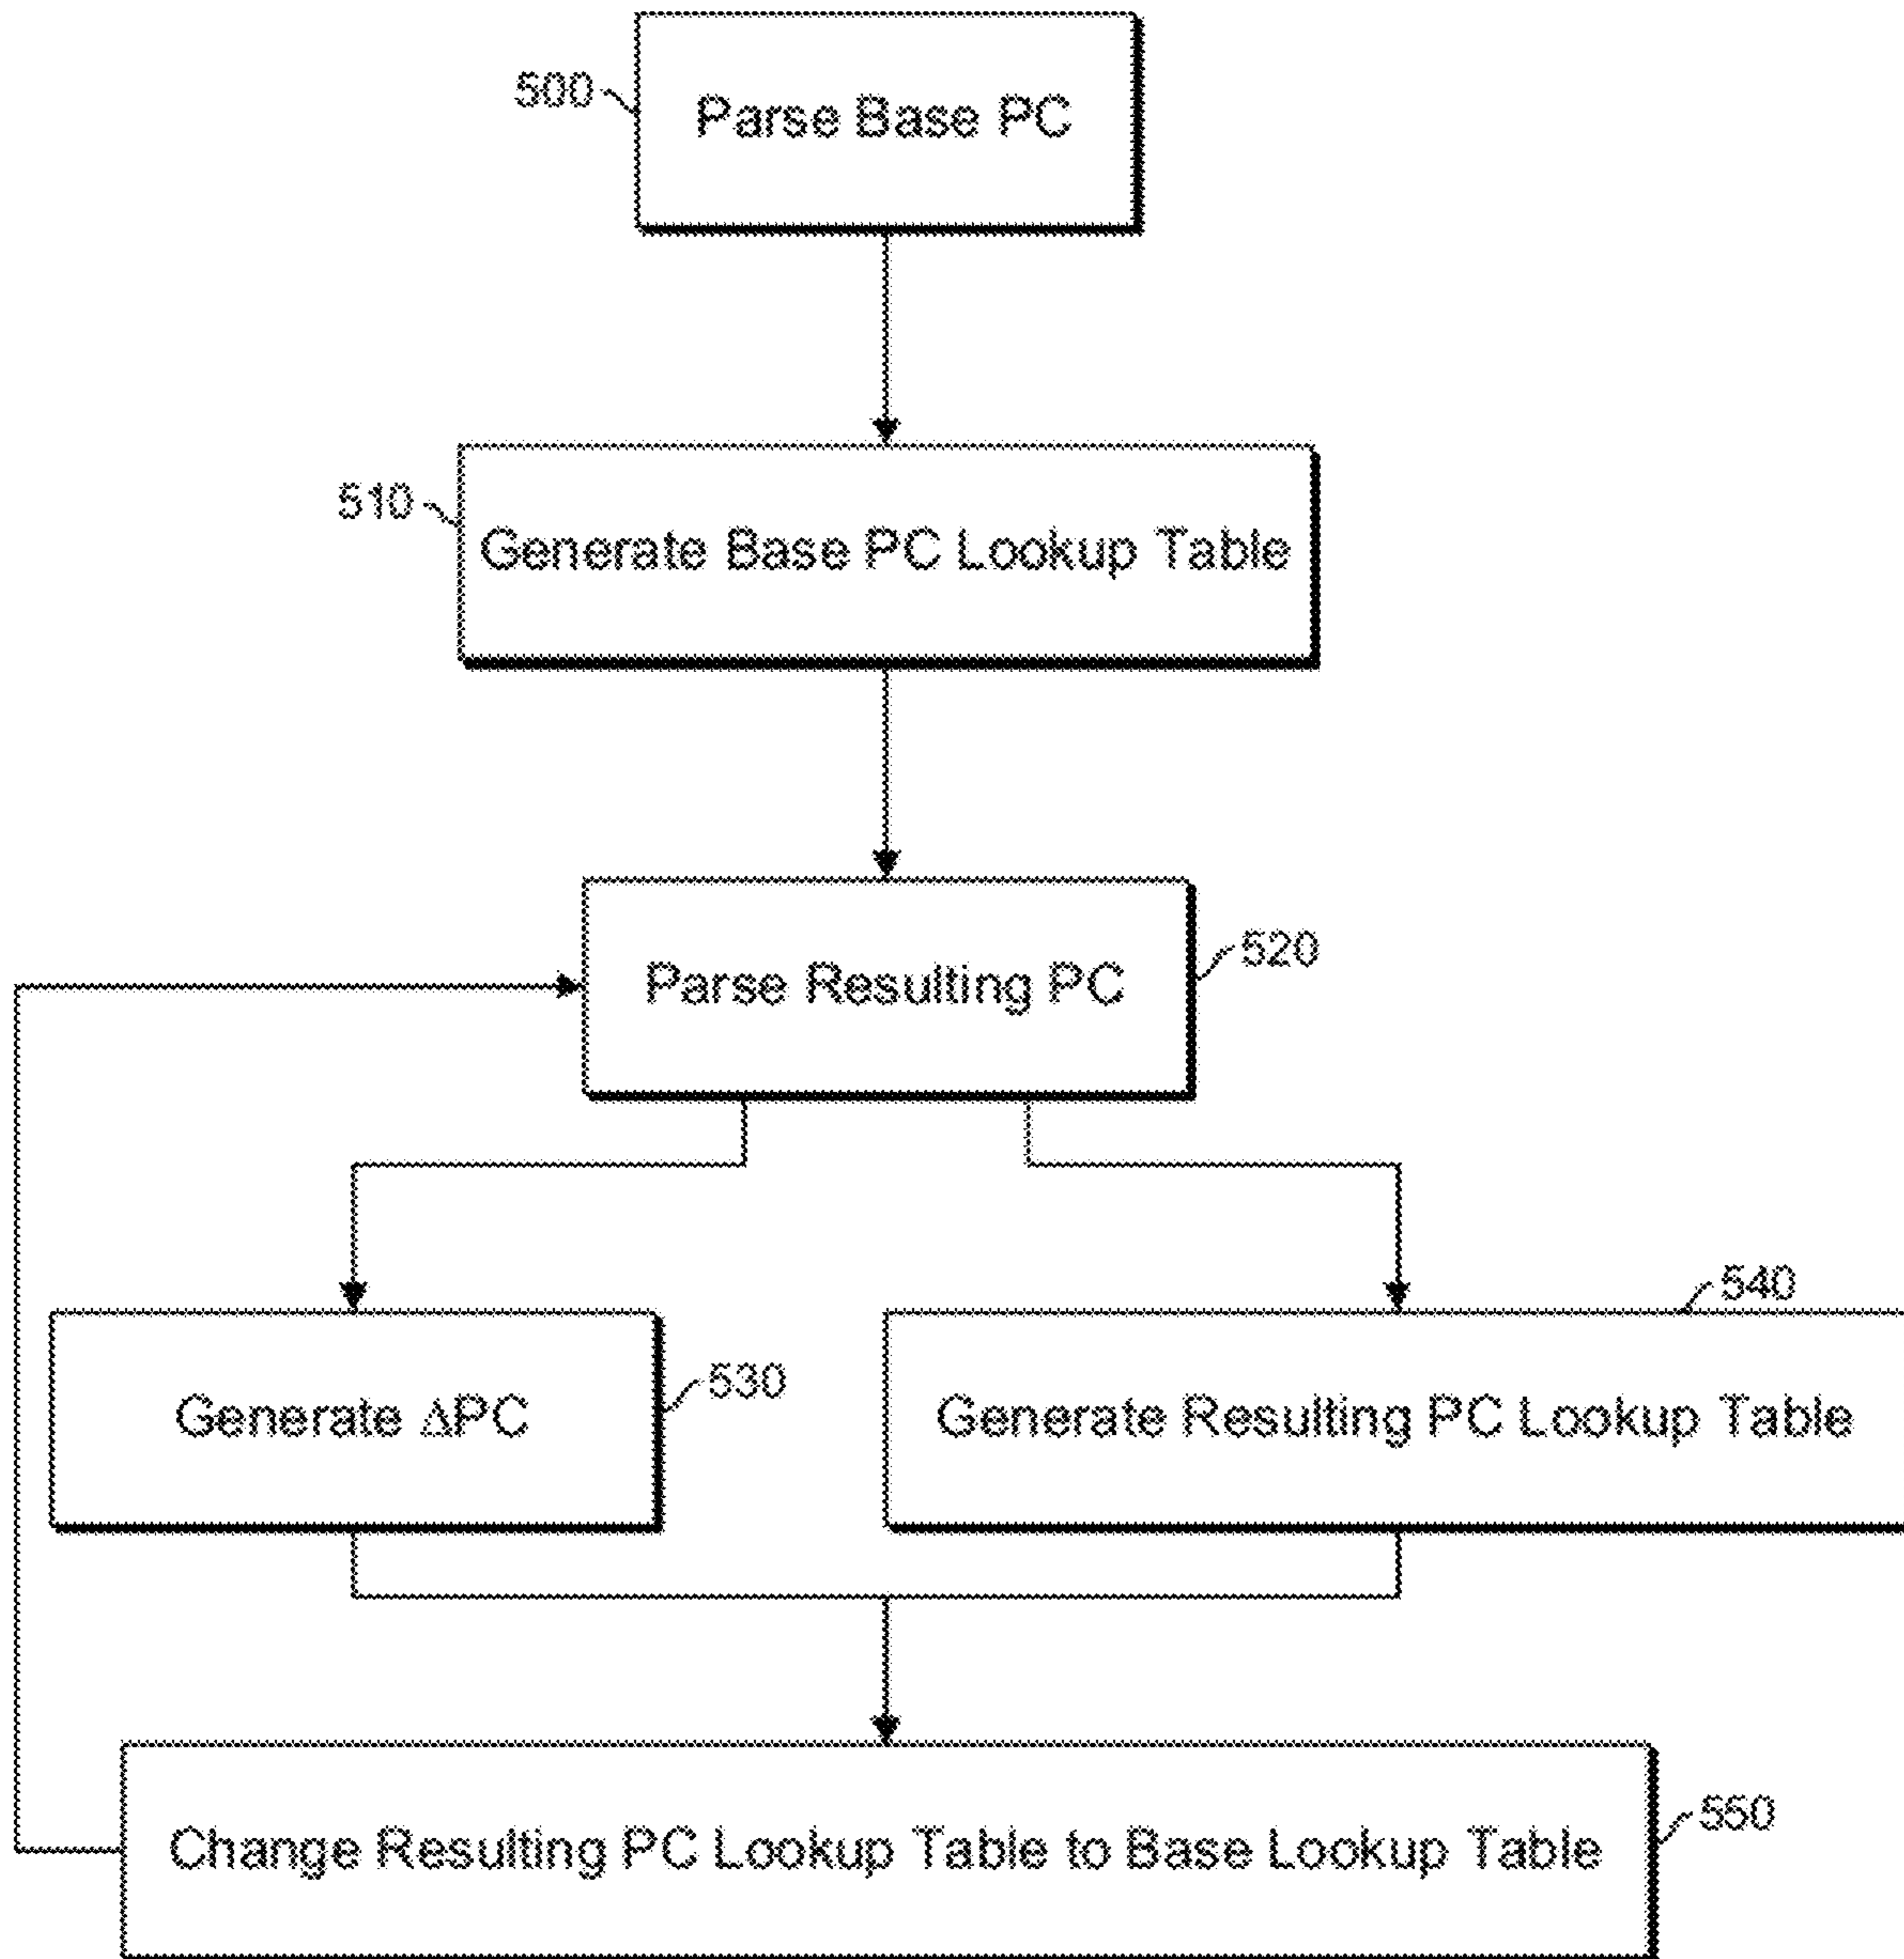 500
Parse Base PC
510
Generate Base PC Lookup Table
520
Parse Resulting PC
530
Generate ΔPC
540
Generate Resulting PC Lookup Table
550
Change Resulting PC Lookup Table to Base Lookup Table